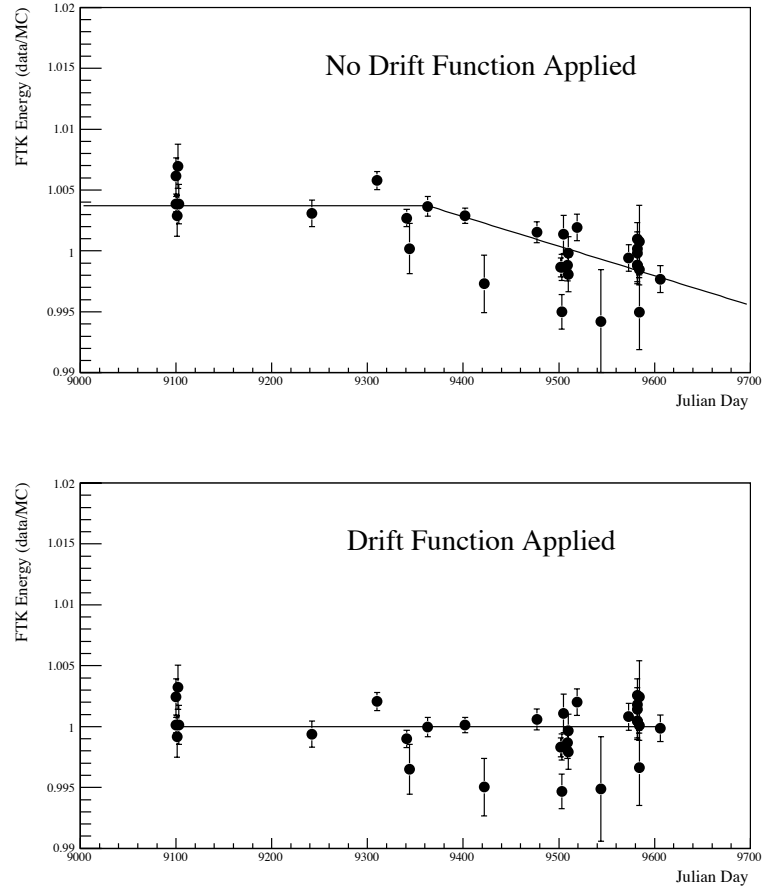 FTK Energy (data/MC)
No Drift Function Applied
1.02
1.015
1.01
1.005
1
0.995
0.99
9000 9100 9200 9300 9400 9500 9600 9700
Julian Day
FTK Energy (data/MC)
Drift Function Applied
1.02
1.015
1.01
1.005
1
0.995
0.99
9000 9100 9200 9300 9400 9500 9600 9700
Julian Day